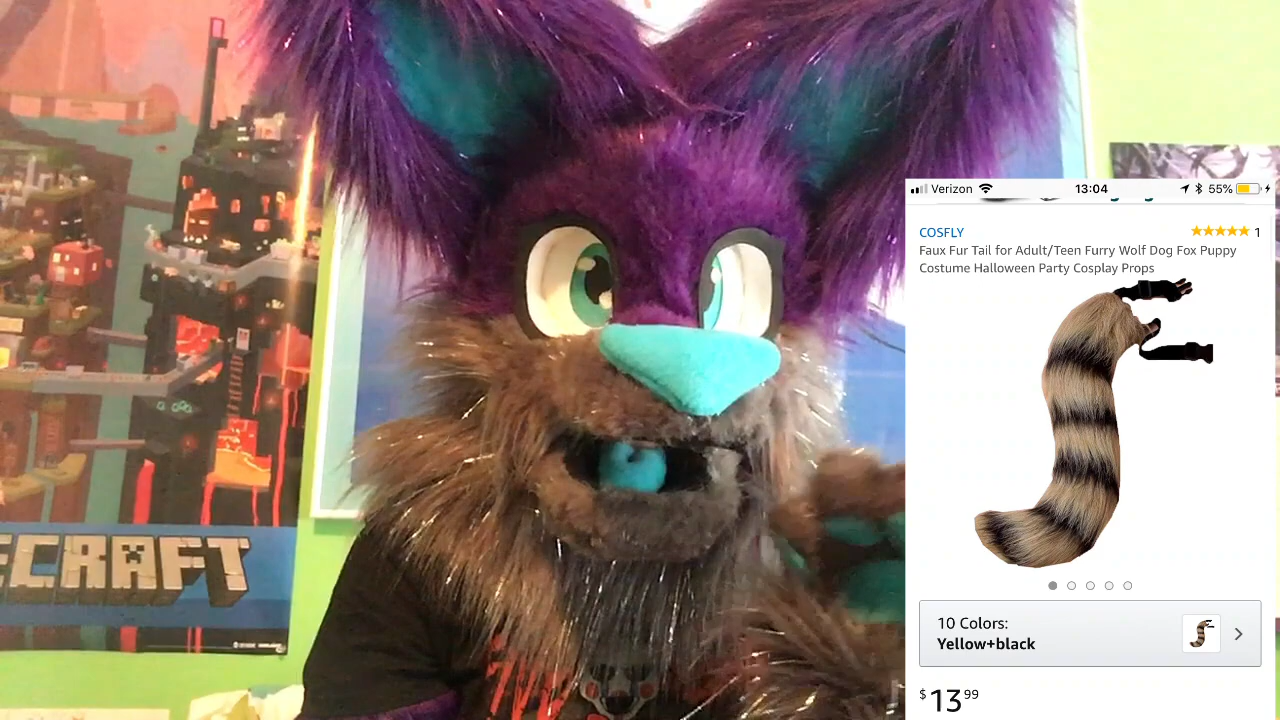 ECRAFT
Verizon 13:04 55%
COSFLY 1
Faux Fur Tail for Adult/Teen Furry Wolf Dog Fox Puppy
Costume Halloween Party Cosplay Props
10 Colors:
Yellow+black
$13 99